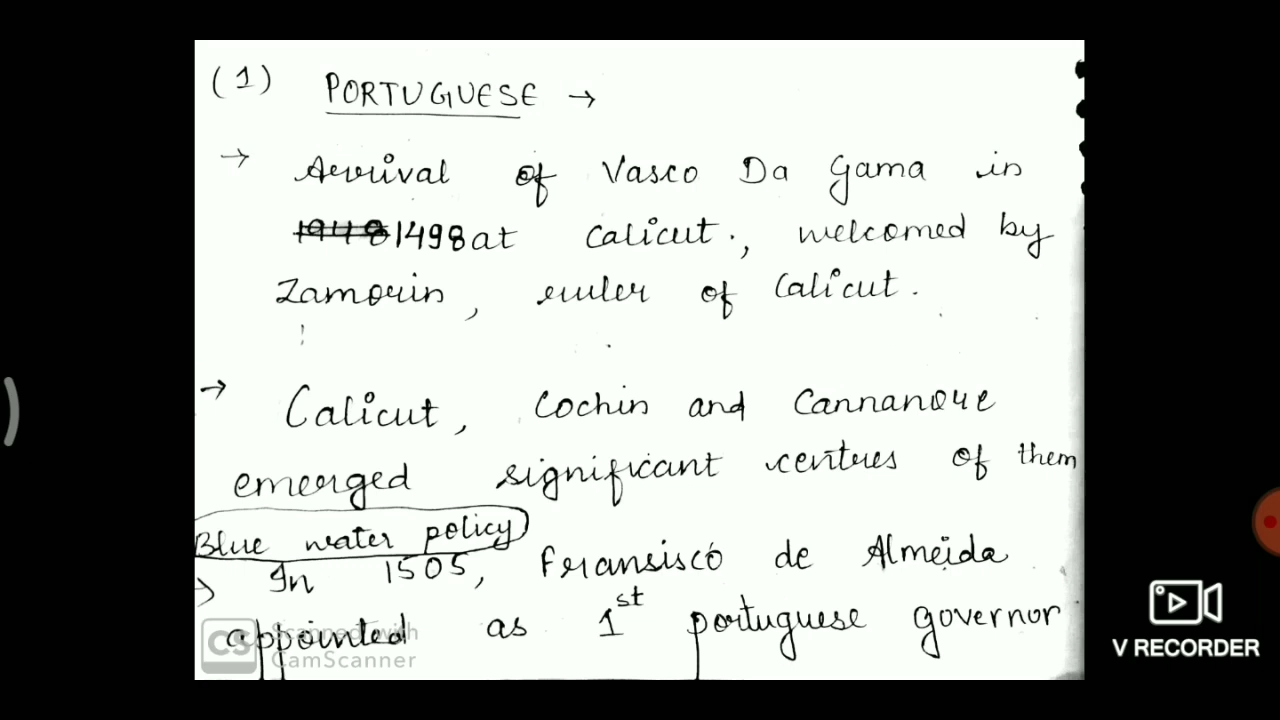 (1) PORTUGUESE →
→ Arrival of Vasco Da Gama in
1948 1498 at Calicut., welcomed by
Zamorin, ruler of Calicut.
→ Calicut, Cochin and Cannanore
emerged significant centres of them
Blue water policy
→ In 1505, Fransisco de Almeida
appointed as 1st portuguese governor
CS Scanned with
CamScanner
V RECORDER